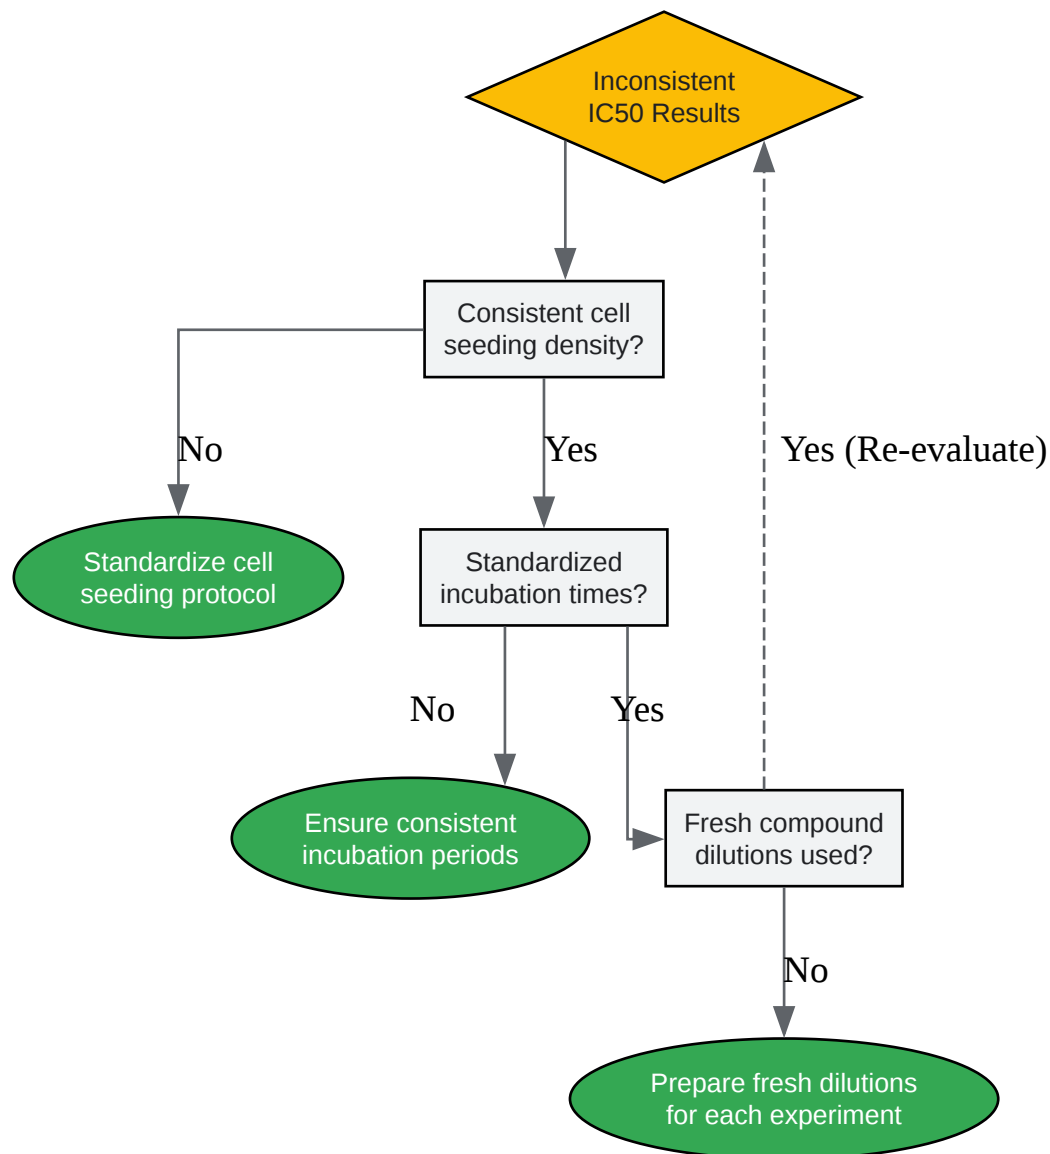 Inconsistent
IC50 Results
Consistent cell
seeding density?
No
Yes
Yes (Re-evaluate)
Standardize cell
seeding protocol
Standardized
incubation times?
No
Yes
Ensure consistent
incubation periods
Fresh compound
dilutions used?
No
Prepare fresh dilutions
for each experiment